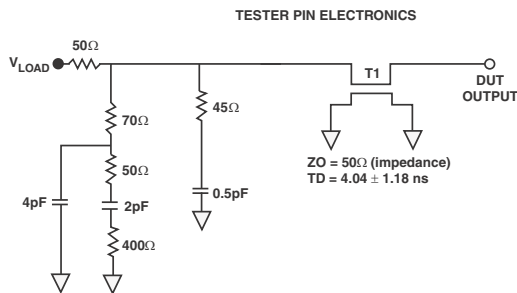 TESTER PIN ELECTRONICS
50Ω
VLOAD
T1
DUT
OUTPUT
70Ω
45Ω
50Ω
4pF
2pF
0.5pF
400Ω
ZO = 50Ω (impedance)
TD = 4.04 ± 1.18 ns